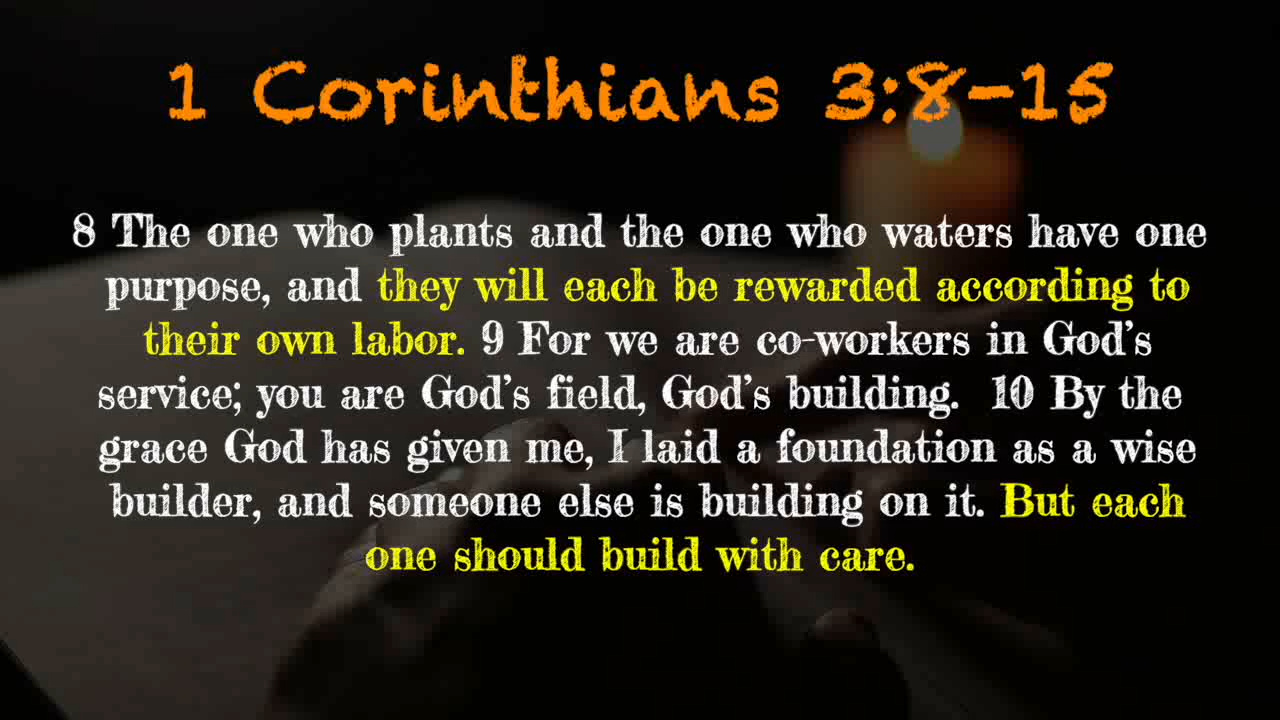 1 Corinthians 3:8-15
8 The one who plants and the one who waters have one
purpose, and they will each be rewarded according to
their own labor. 9 For we are co-workers in God’s
service; you are God’s field, God’s building.  10 By the
grace God has given me, I laid a foundation as a wise
builder, and someone else is building on it. But each
one should build with care.